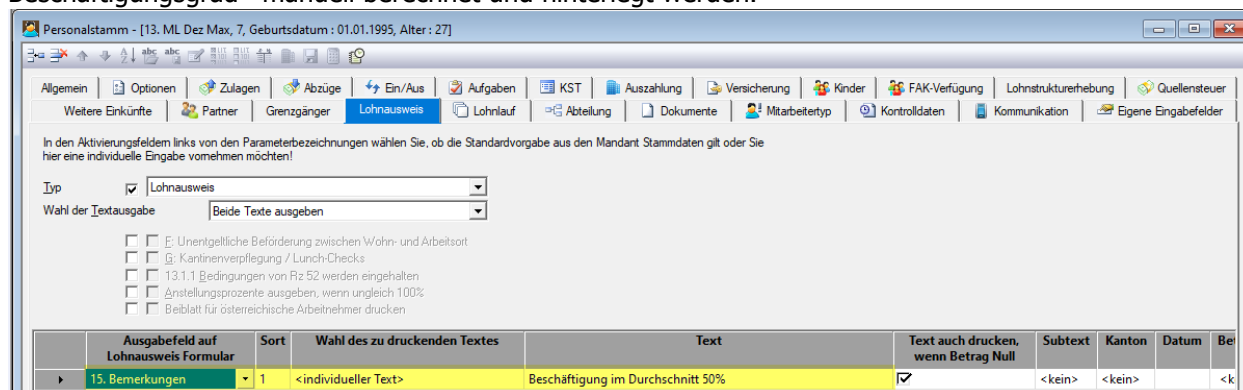 Beschäftigungsgrad" manuell berechnet und hinterlegt werden.
Personalstamm - [13. ML Dez Max, 7, Geburtsdatum : 01.01.1995, Alter : 27]
Allgemein Optionen Zulagen Abzüge Ein/Aus Aufgaben KST Auszahlung Versicherung Kinder FAK-Verfügung Lohnstrukturerhebung Quellensteuer
Weitere Einkünfte Partner Grenzgänger Lohnausweis Lohnlauf Abteilung Dokumente Mitarbeitertyp Kontrolldaten Kommunikation Eigene Eingabefelder
In den Aktivierungsfeldern links von den Parameterbezeichnungen wählen Sie, ob die Standardvorgabe aus den Mandant Stammdaten gilt oder Sie
hier eine individuelle Eingabe vornehmen möchten!
Typ Lohnausweis
Wahl der Textausgabe Beide Texte ausgeben
F: Unentgeltliche Beförderung zwischen Wohn- und Arbeitsort
G: Kantinenverpflegung / Lunch-Checks
13.1.1 Bedingungen von Rz 52 werden eingehalten
Anstellungsprozente ausgeben, wenn ungleich 100%
Beiblatt für österreichische Arbeitnehmer drucken
Ausgabefeld auf Sort Wahl des zu druckenden Textes Text Text auch drucken, Subtext Kanton Datum Bet
Lohnausweis Formular wenn Betrag Null
15. Bemerkungen 1 <individueller Text> Beschäftigung im Durchschnitt 50% <kein> <kein> <k